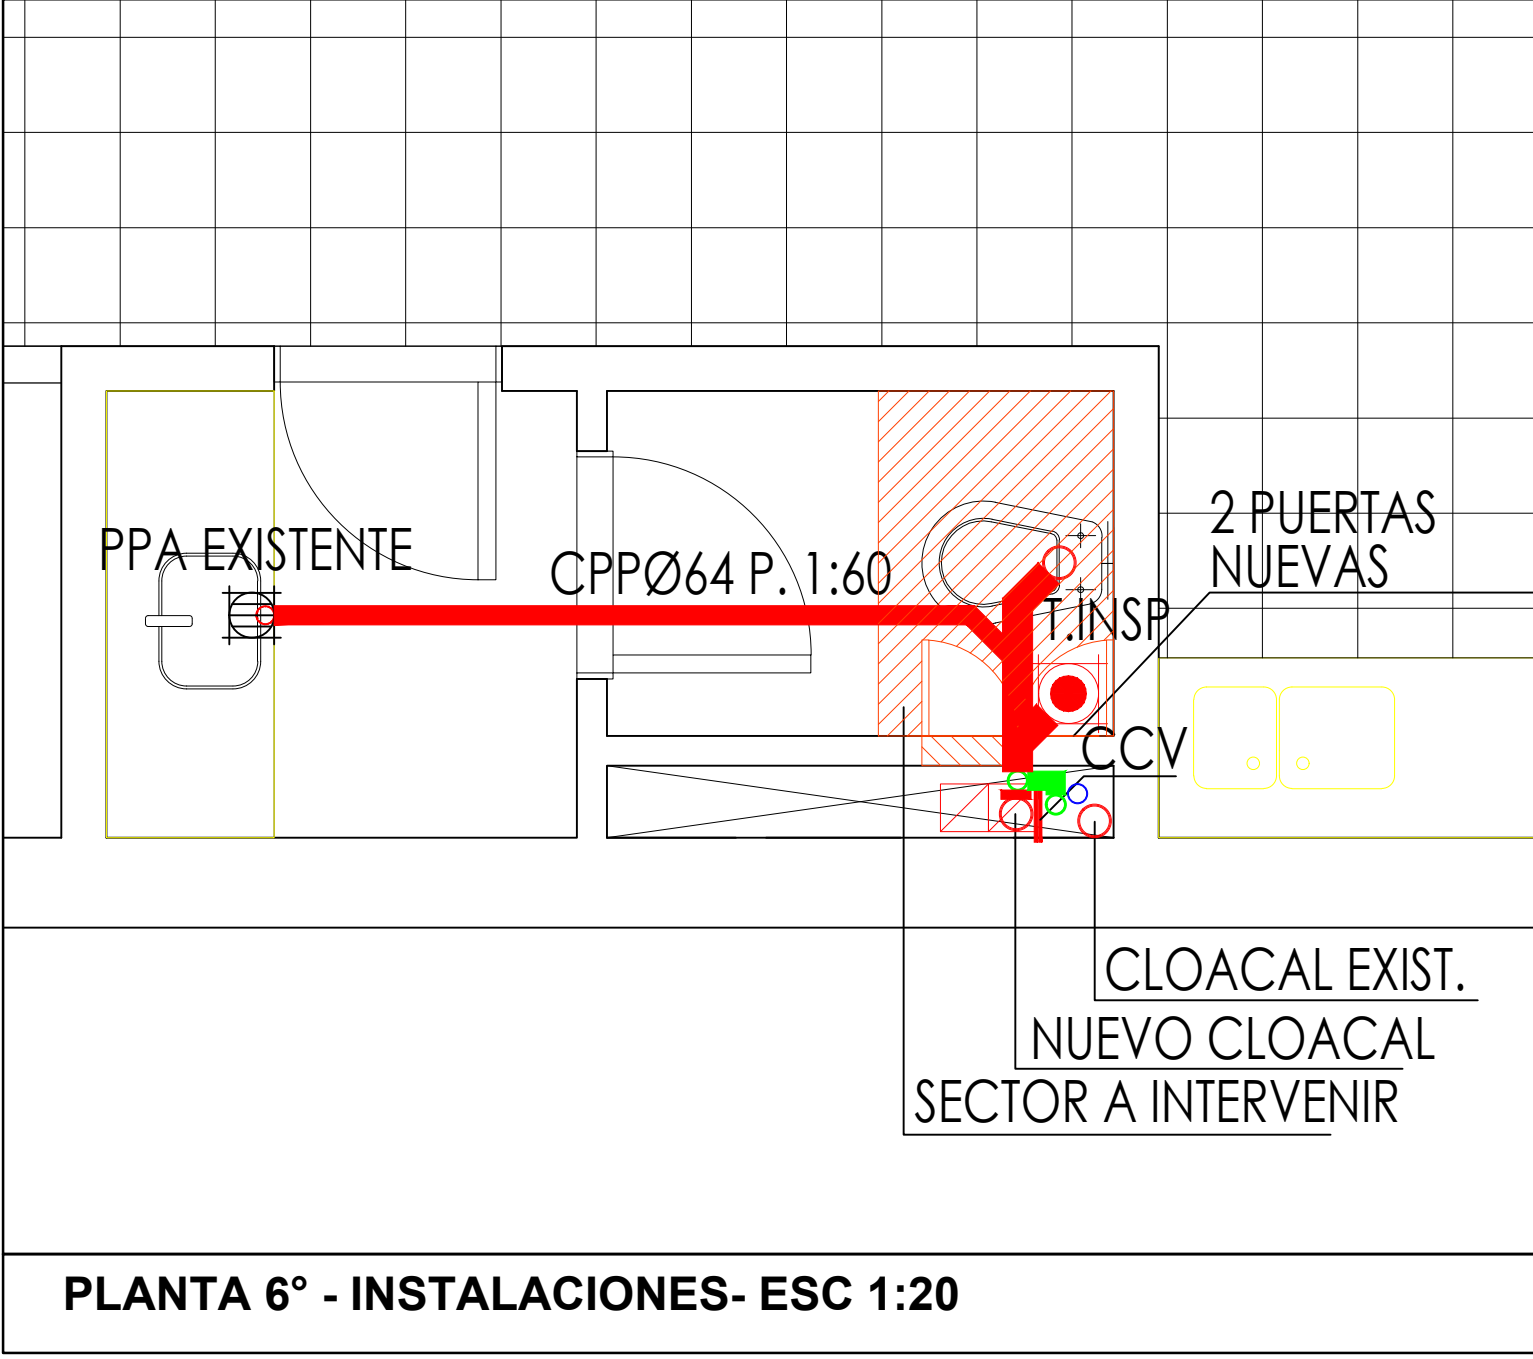 2 PUERTAS
NUEVAS
PPA EXISTENTE
CPPØ64 P. 1:60
T.INSP
CCV
CLOACAL EXIST.
NUEVO CLOACAL
SECTOR A INTERVENIR
PLANTA 6° - INSTALACIONES- ESC 1:20